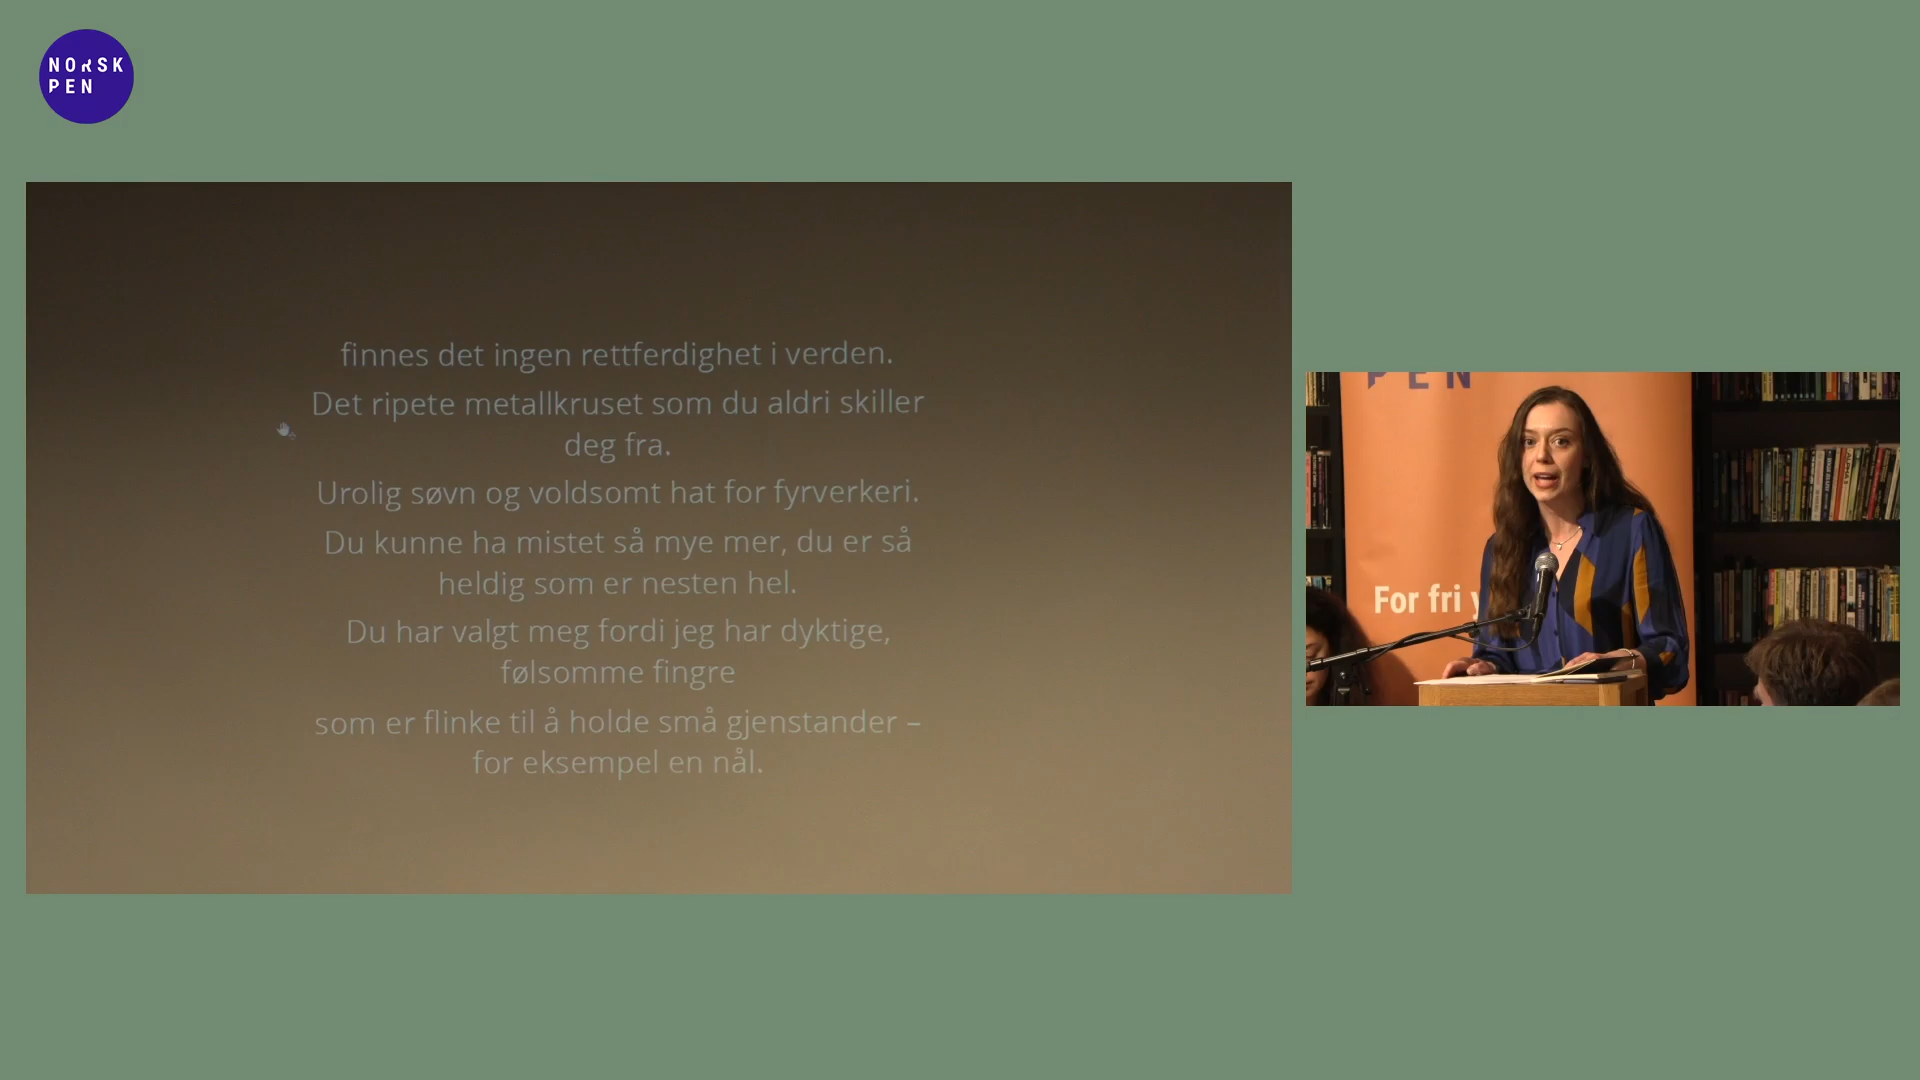 NORSK
PEN
finnes det ingen rettferdighet i verden.
Det ripete metallkruset som du aldri skiller
deg fra.
Urolig søvn og voldsomt hat for fyrverkeri.
Du kunne ha mistet så mye mer, du er så
heldig som er nesten hel.
Du har valgt meg fordi jeg har dyktige,
følsomme fingre
som er flinke til å holde små gjenstander –
for eksempel en nål.
PEN
For fri